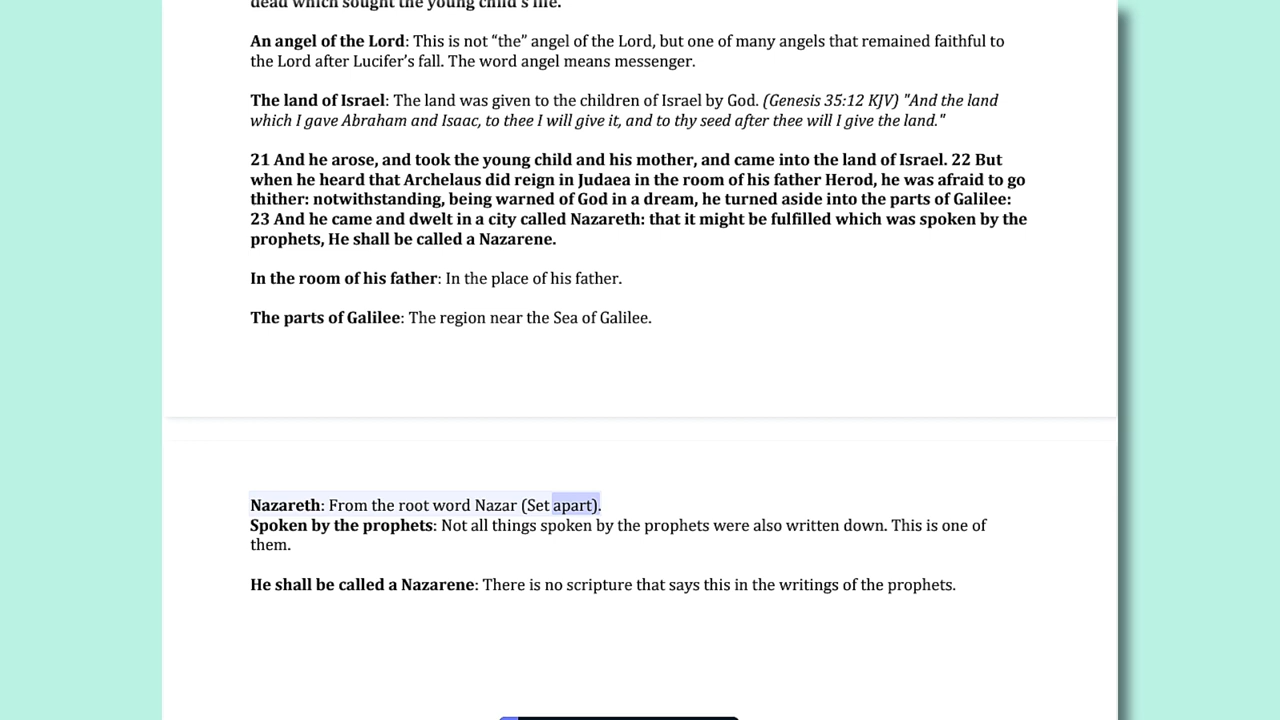 dead which sought the young child's life.
An angel of the Lord: This is not “the” angel of the Lord, but one of many angels that remained faithful to
the Lord after Lucifer’s fall. The word angel means messenger.
The land of Israel: The land was given to the children of Israel by God. (Genesis 35:12 KJV) "And the land
which I gave Abraham and Isaac, to thee I will give it, and to thy seed after thee will I give the land."
21 And he arose, and took the young child and his mother, and came into the land of Israel. 22 But
when he heard that Archelaus did reign in Judaea in the room of his father Herod, he was afraid to go
thither: notwithstanding, being warned of God in a dream, he turned aside into the parts of Galilee:
23 And he came and dwelt in a city called Nazareth: that it might be fulfilled which was spoken by the
prophets, He shall be called a Nazarene.
In the room of his father: In the place of his father.
The parts of Galilee: The region near the Sea of Galilee.
Nazareth: From the root word Nazar (Set apart).
Spoken by the prophets: Not all things spoken by the prophets were also written down. This is one of
them.
He shall be called a Nazarene: There is no scripture that says this in the writings of the prophets.